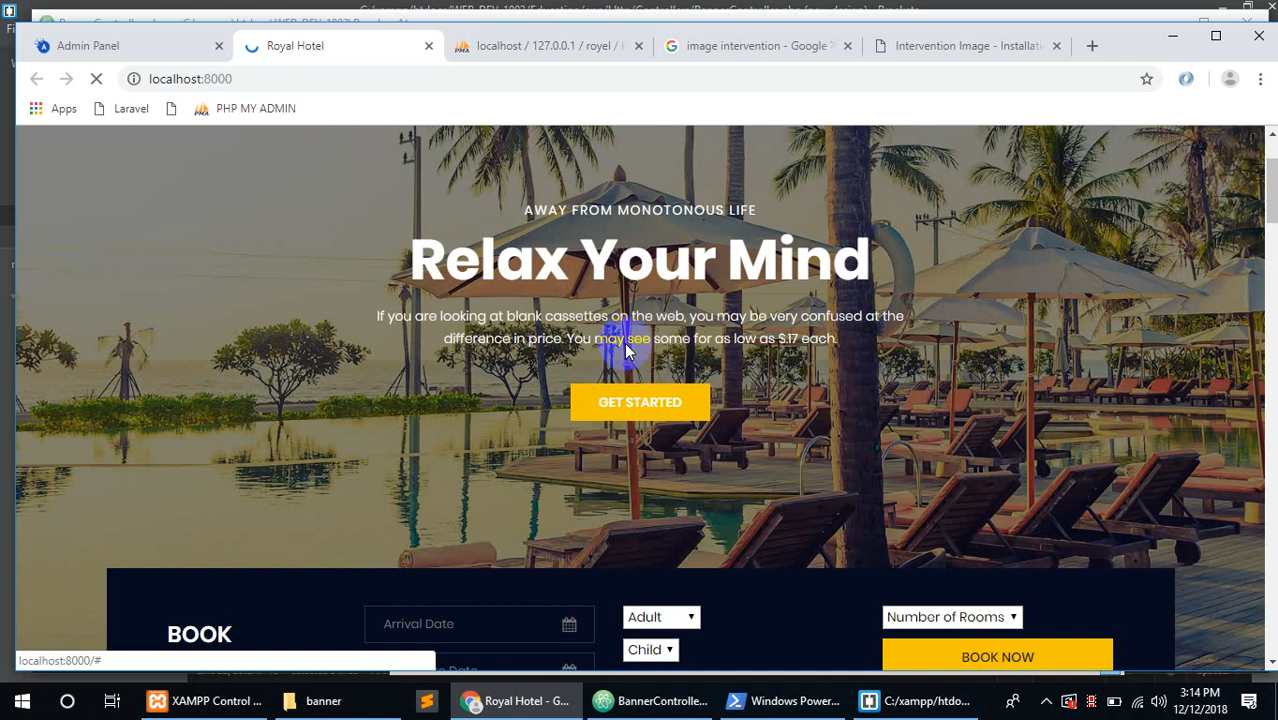 Admin Panel
Royal Hotel
localhost / 127.0.0.1 / royel / b
image intervention - Google
Intervention Image - Installati
localhost:8000
Apps
Laravel
PHP MY ADMIN
AWAY FROM MONOTONOUS LIFE
Relax Your Mind
If you are looking at blank cassettes on the web, you may be very confused at the
difference in price. You may see some for as low as $.17 each.
GET STARTED
BOOK
Arrival Date
Adult
Number of Rooms
Child
BOOK NOW
localhost:8000/#
XAMPP Control ...
banner
Royal Hotel - G...
BannerControlle...
Windows Power...
C:/xampp/htdo...
3:14 PM
12/12/2018